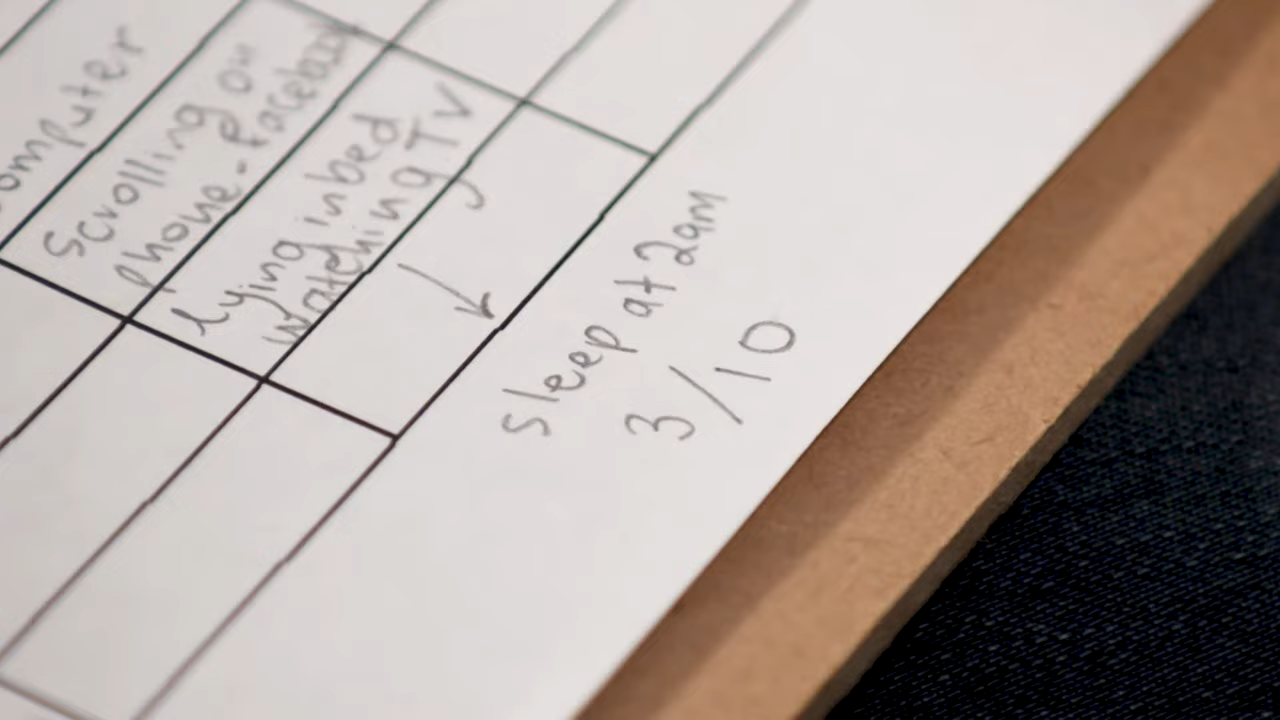 omputer
Scrolling on
phone - Facebook
lying in bed
watching TV
sleep at 2am
3/10